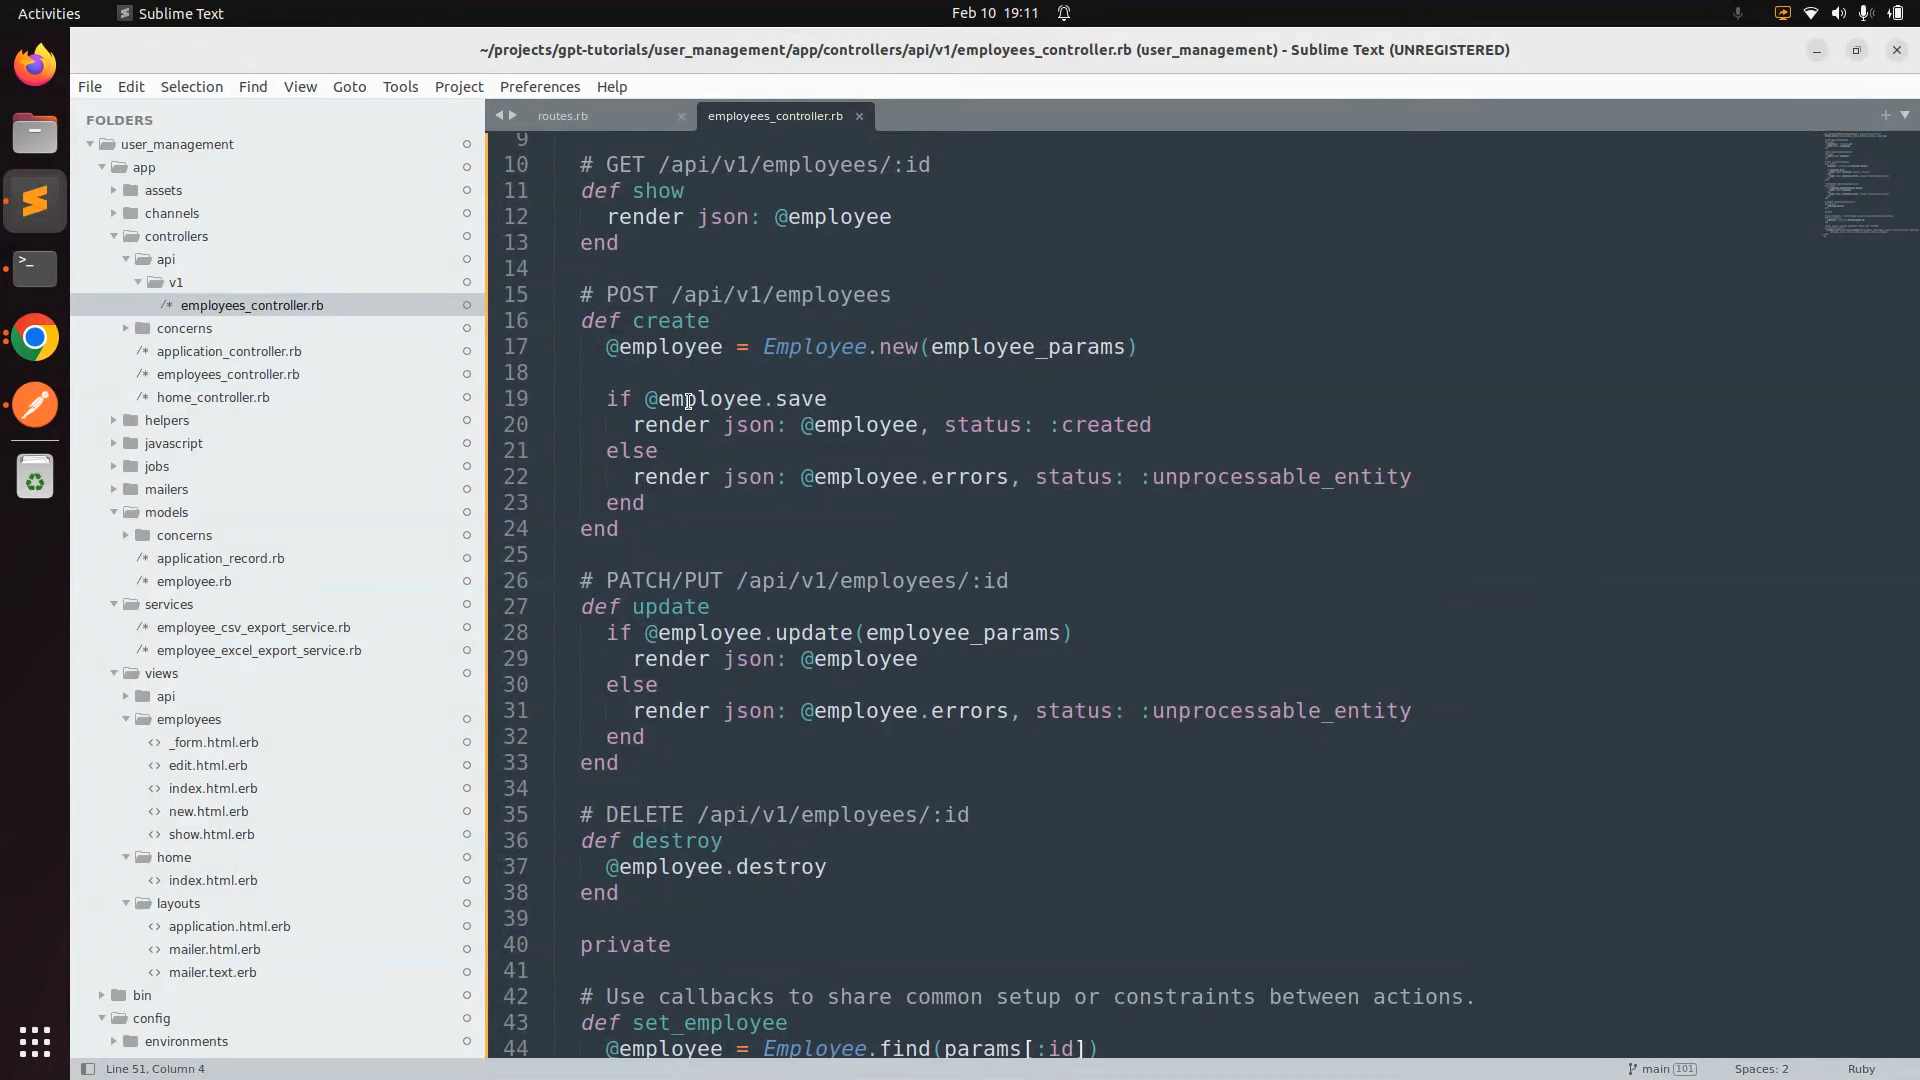 Activities
Sublime Text
Feb 10 19:11
~/projects/gpt-tutorials/user_management/app/controllers/api/v1/employees_controller.rb (user_management) - Sublime Text (UNREGISTERED)
File Edit Selection Find View Goto Tools Project Preferences Help
FOLDERS
user_management
app
assets
channels
controllers
api
v1
/* employees_controller.rb
concerns
/* application_controller.rb
/* employees_controller.rb
/* home_controller.rb
helpers
javascript
jobs
mailers
models
concerns
/* application_record.rb
/* employee.rb
services
/* employee_csv_export_service.rb
/* employee_excel_export_service.rb
views
api
employees
<> _form.html.erb
<> edit.html.erb
<> index.html.erb
<> new.html.erb
<> show.html.erb
home
<> index.html.erb
layouts
<> application.html.erb
<> mailer.html.erb
<> mailer.text.erb
bin
config
environments
routes.rb
employees_controller.rb
9
10 # GET /api/v1/employees/:id
11 def show
12 render json: @employee
13 end
14
15 # POST /api/v1/employees
16 def create
17 @employee = Employee.new(employee_params)
18
19 if @employee.save
20 render json: @employee, status: :created
21 else
22 render json: @employee.errors, status: :unprocessable_entity
23 end
24 end
25
26 # PATCH/PUT /api/v1/employees/:id
27 def update
28 if @employee.update(employee_params)
29 render json: @employee
30 else
31 render json: @employee.errors, status: :unprocessable_entity
32 end
33 end
34
35 # DELETE /api/v1/employees/:id
36 def destroy
37 @employee.destroy
38 end
39
40 private
41
42 # Use callbacks to share common setup or constraints between actions.
43 def set_employee
44 @employee = Employee.find(params[:id])
Line 51, Column 4
main 101
Spaces: 2
Ruby